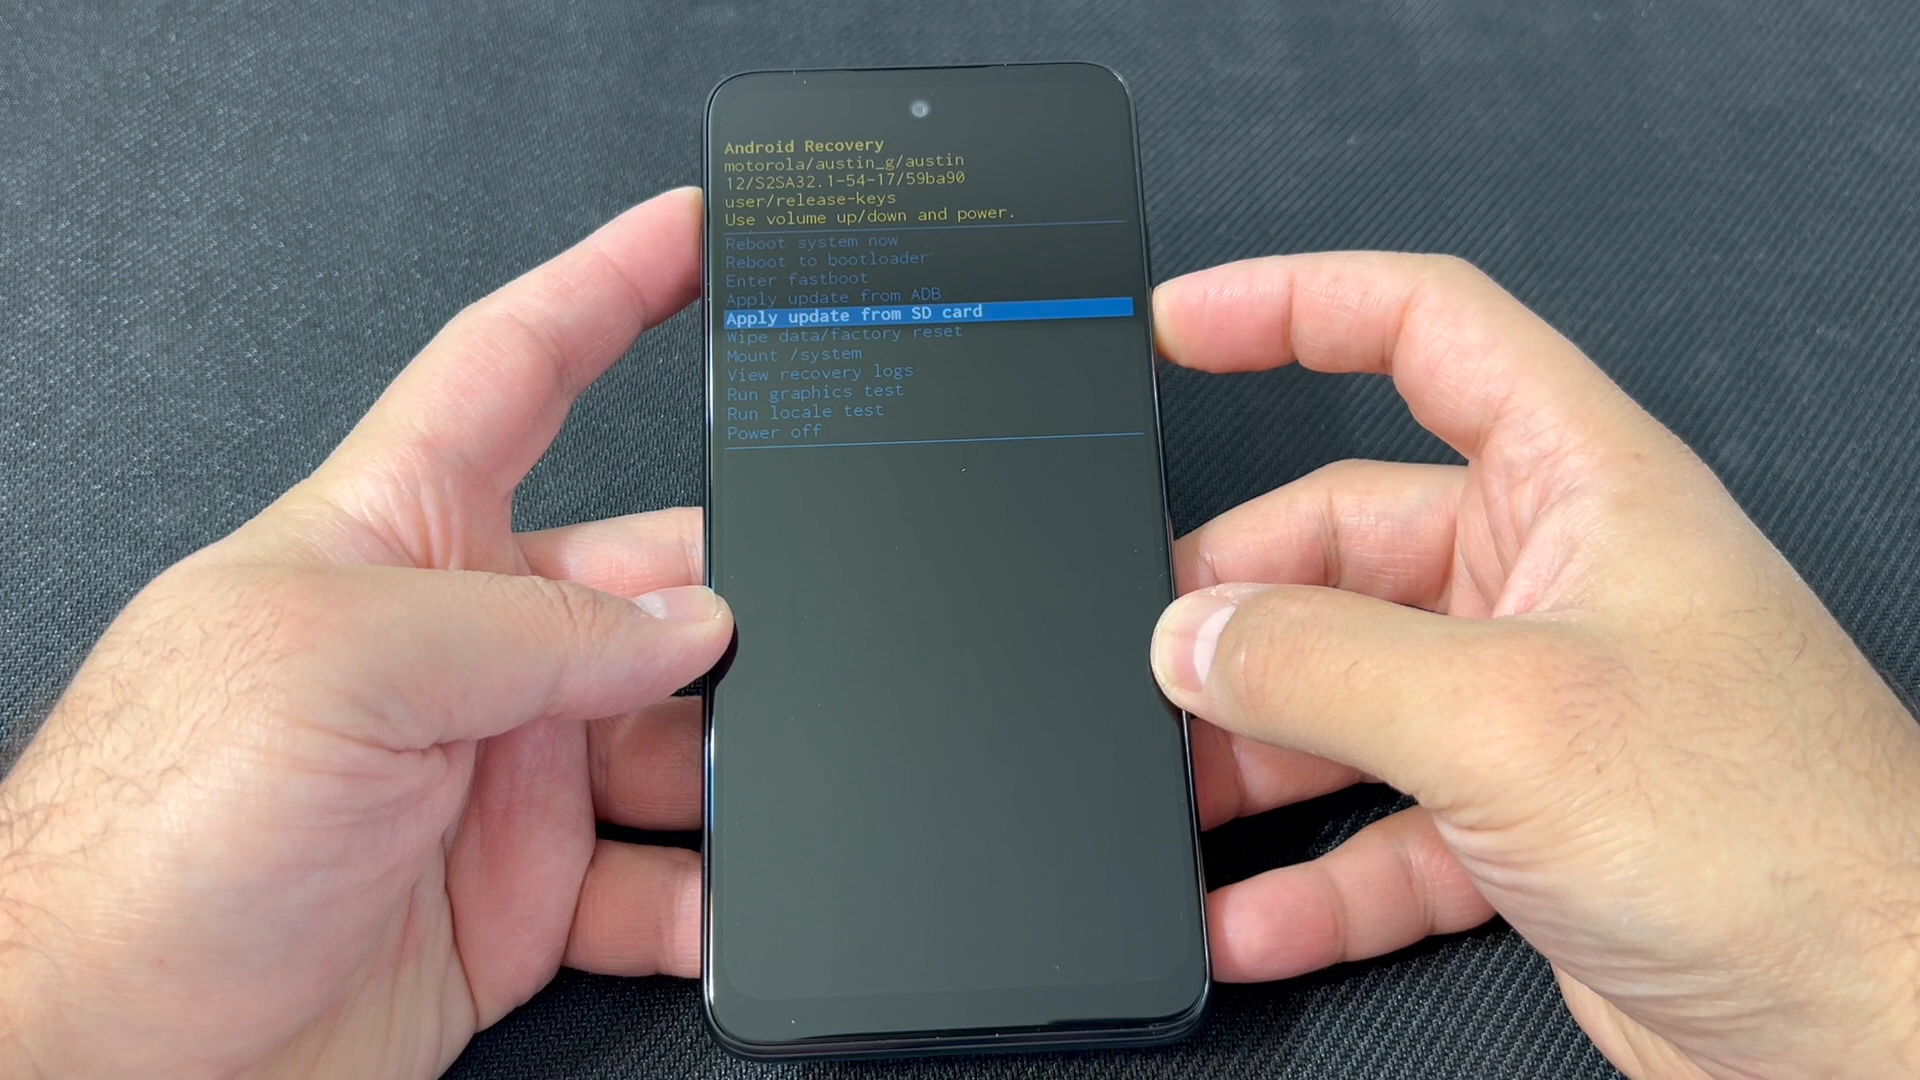 Android Recovery
motorola/austin_g/austin
12/S2SA32.1-54-17/59ba90
user/release-keys
Use volume up/down and power.
Reboot system now
Reboot to bootloader
Enter fastboot
Apply update from ADB
Apply update from SD card
Wipe data/factory reset
Mount /system
View recovery logs
Run graphics test
Run locale test
Power off